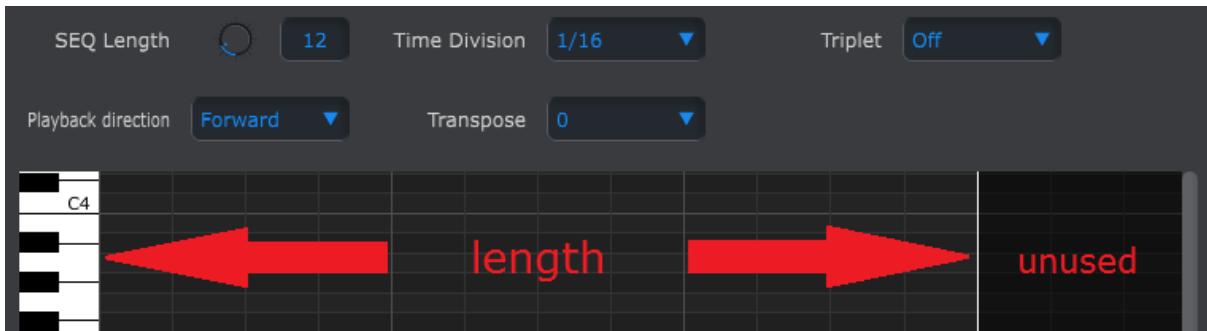 SEQ Length 12 Time Division 1/16 Triplet Off
Playback direction Forward Transpose 0
C4
length unused